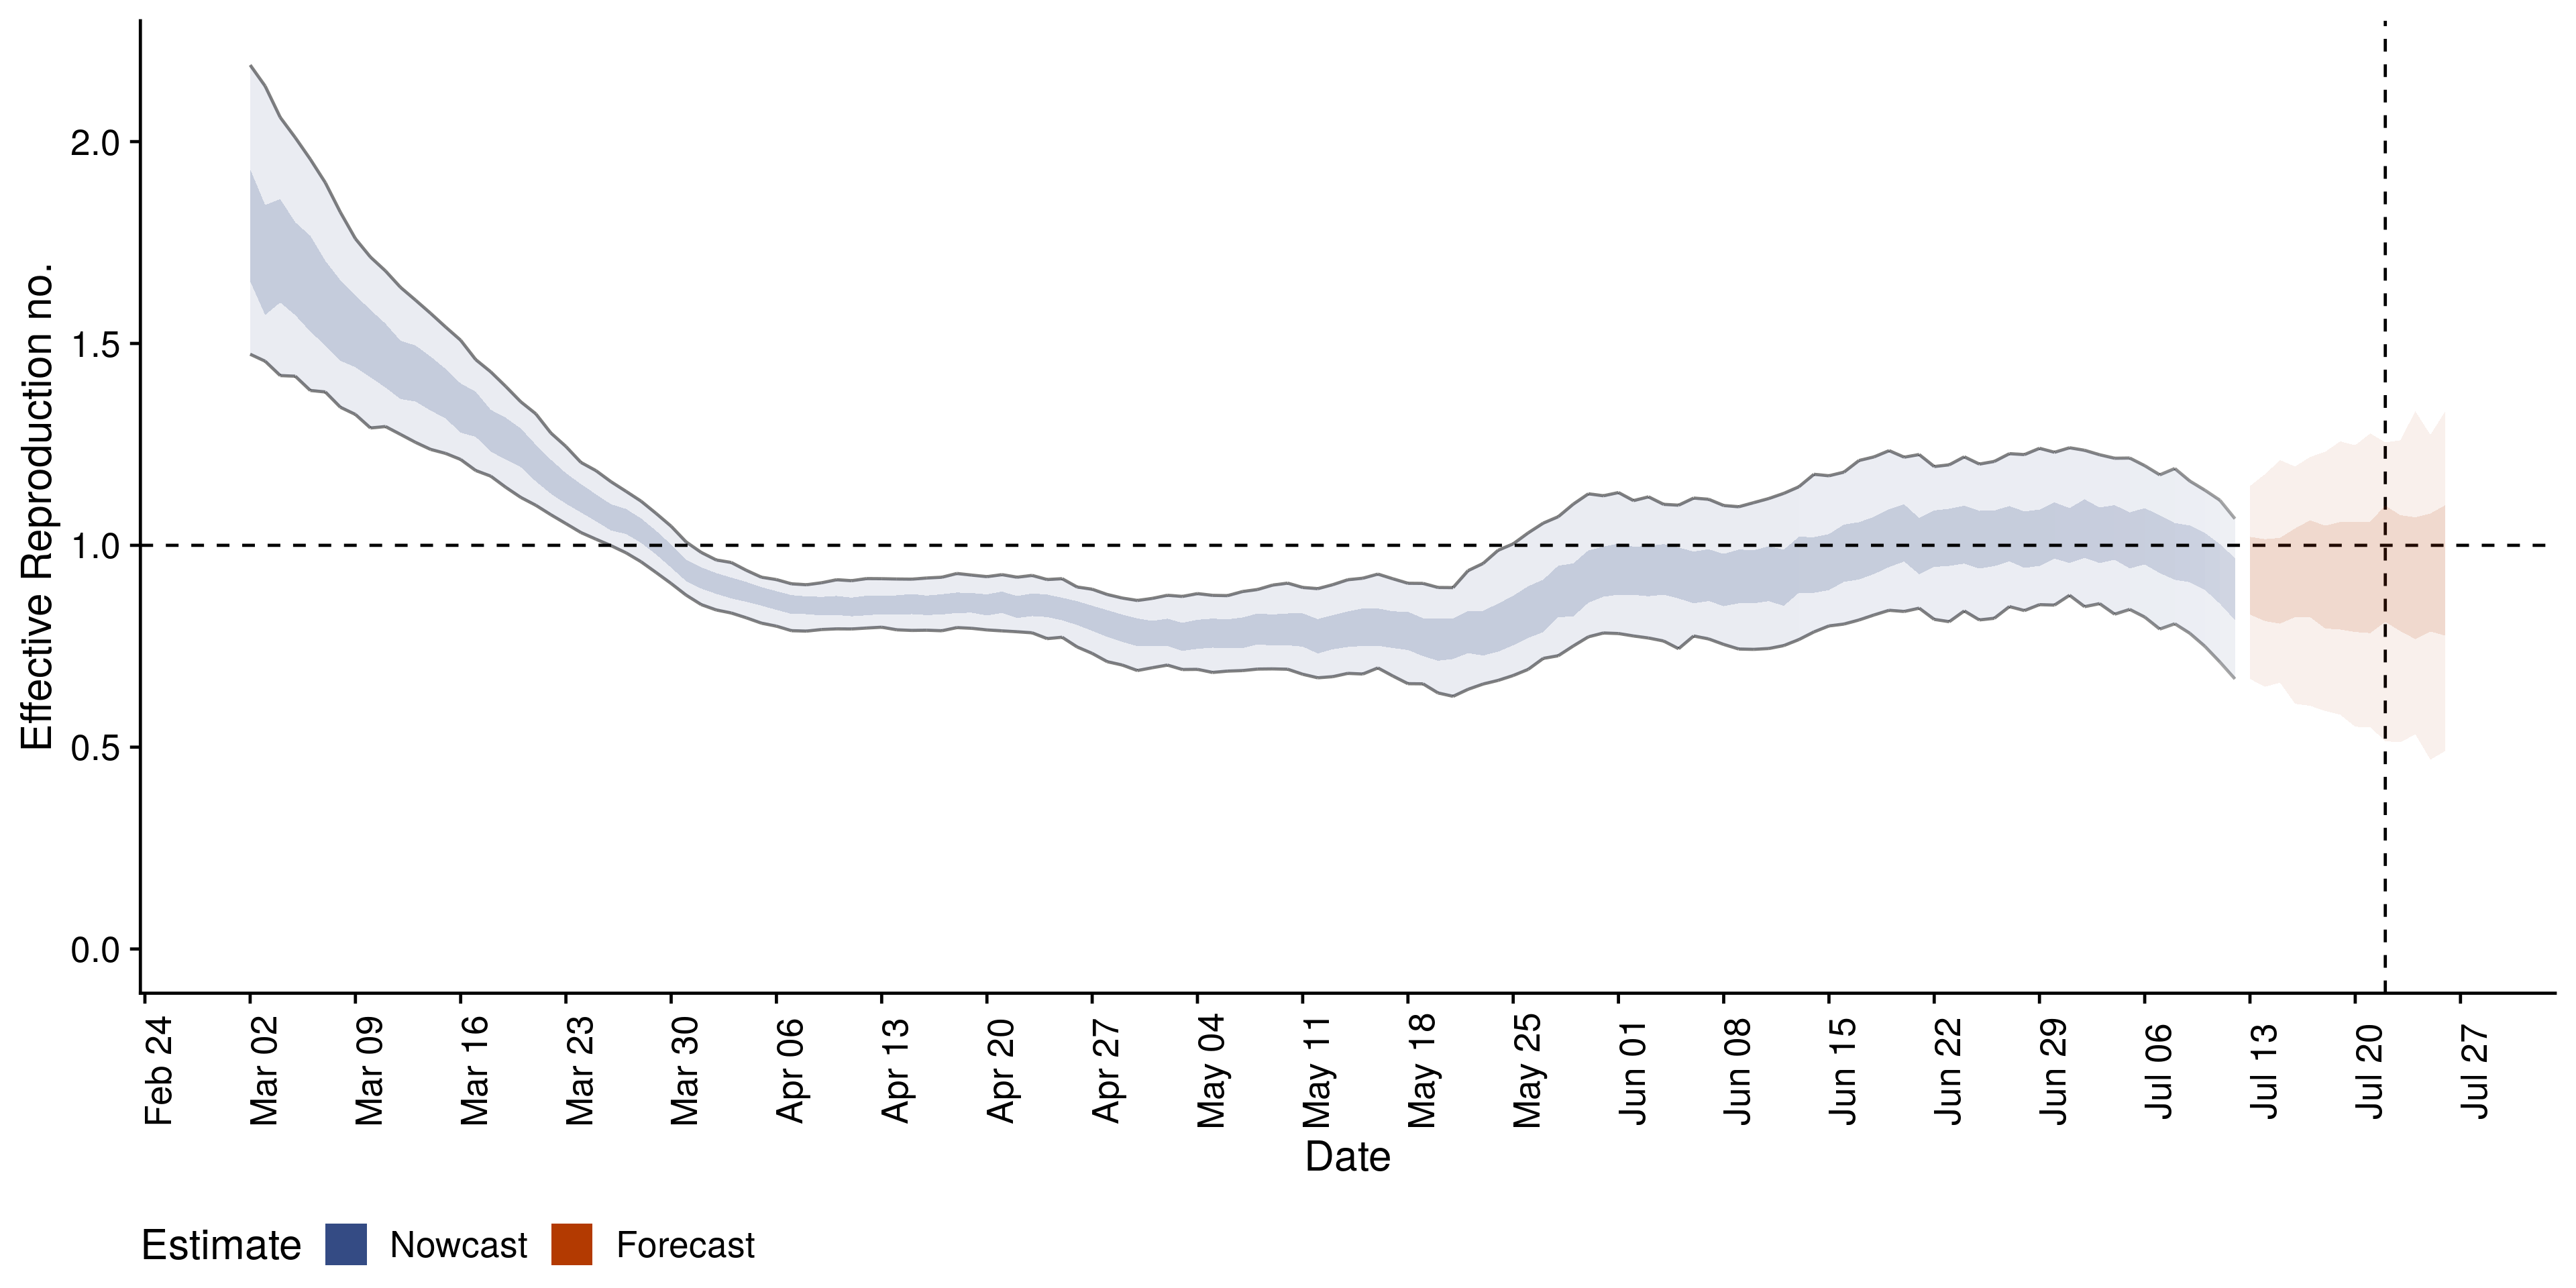 Effective Reproduction no.
2.0
1.5
1.0
0.5
0.0
Feb 24
Mar 02
Mar 09
Mar 16
Mar 23
Mar 30
Apr 06
Apr 13
Apr 20
Apr 27
May 04
May 11
May 18
May 25
Jun 01
Jun 08
Jun 15
Jun 22
Jun 29
Jul 06
Jul 13
Jul 20
Jul 27
Date
Estimate Nowcast Forecast